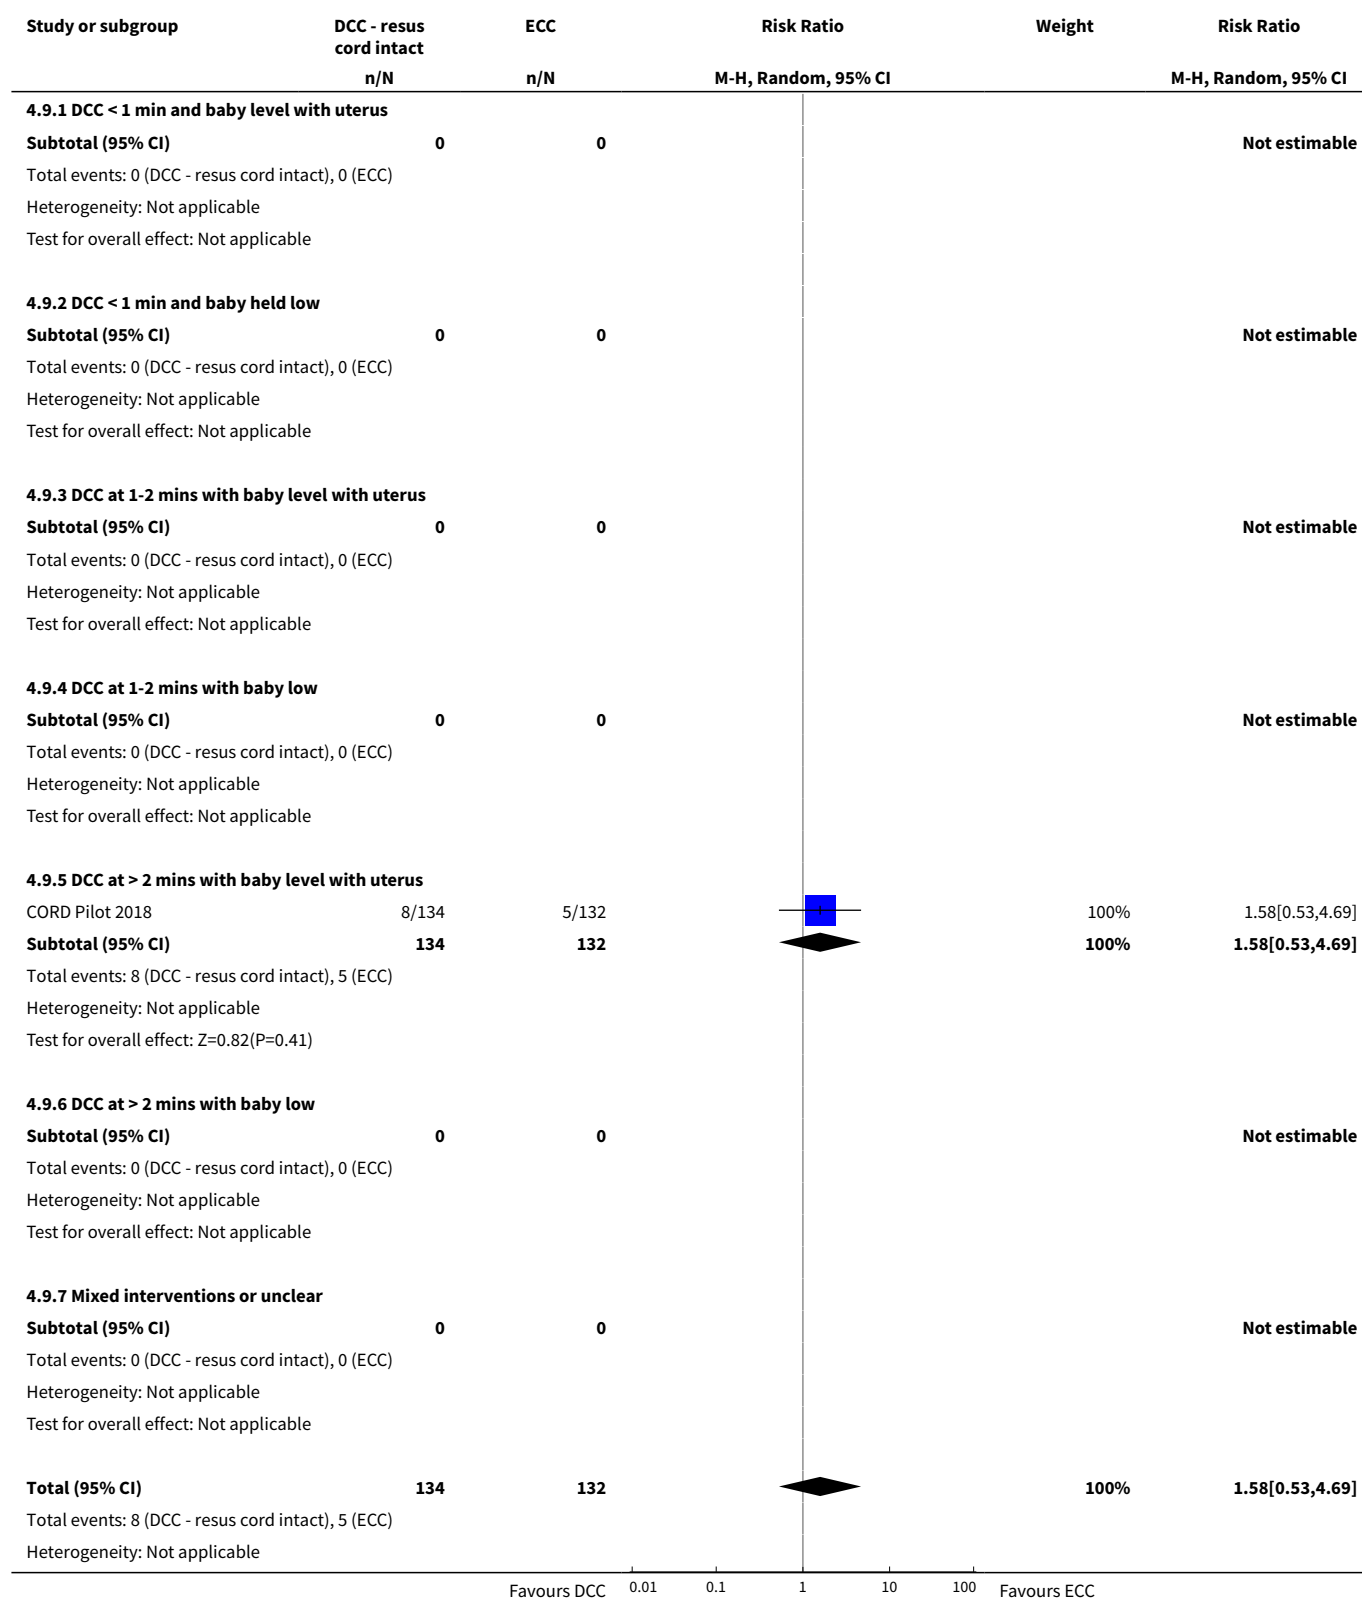 Study or subgroup DCC - resus cord intact ECC Risk Ratio Weight Risk Ratio
n/N n/N M-H, Random, 95% CI M-H, Random, 95% CI
4.9.1 DCC < 1 min and baby level with uterus
Subtotal (95% CI) 0 0 Not estimable
Total events: 0 (DCC - resus cord intact), 0 (ECC)
Heterogeneity: Not applicable
Test for overall effect: Not applicable
4.9.2 DCC < 1 min and baby held low
Subtotal (95% CI) 0 0 Not estimable
Total events: 0 (DCC - resus cord intact), 0 (ECC)
Heterogeneity: Not applicable
Test for overall effect: Not applicable
4.9.3 DCC at 1-2 mins with baby level with uterus
Subtotal (95% CI) 0 0 Not estimable
Total events: 0 (DCC - resus cord intact), 0 (ECC)
Heterogeneity: Not applicable
Test for overall effect: Not applicable
4.9.4 DCC at 1-2 mins with baby low
Subtotal (95% CI) 0 0 Not estimable
Total events: 0 (DCC - resus cord intact), 0 (ECC)
Heterogeneity: Not applicable
Test for overall effect: Not applicable
4.9.5 DCC at > 2 mins with baby level with uterus
CORD Pilot 2018 8/134 5/132 100% 1.58[0.53,4.69]
Subtotal (95% CI) 134 132 100% 1.58[0.53,4.69]
Total events: 8 (DCC - resus cord intact), 5 (ECC)
Heterogeneity: Not applicable
Test for overall effect: Z=0.82(P=0.41)
4.9.6 DCC at > 2 mins with baby low
Subtotal (95% CI) 0 0 Not estimable
Total events: 0 (DCC - resus cord intact), 0 (ECC)
Heterogeneity: Not applicable
Test for overall effect: Not applicable
4.9.7 Mixed interventions or unclear
Subtotal (95% CI) 0 0 Not estimable
Total events: 0 (DCC - resus cord intact), 0 (ECC)
Heterogeneity: Not applicable
Test for overall effect: Not applicable
Total (95% CI) 134 132 100% 1.58[0.53,4.69]
Total events: 8 (DCC - resus cord intact), 5 (ECC)
Heterogeneity: Not applicable
Favours DCC 0.01 0.1 1 10 100 Favours ECC